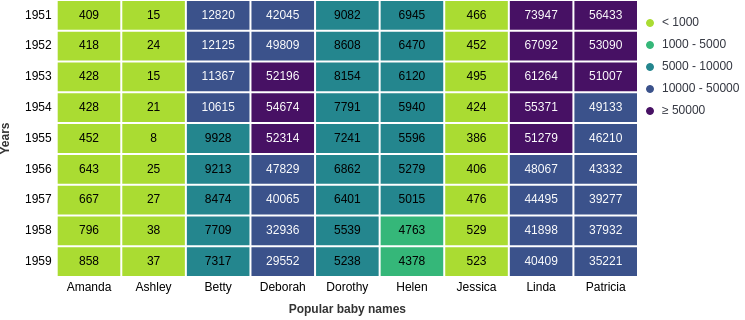 1951 409 15 12820 42045 9082 6945 466 73947 56433
1952 418 24 12125 49809 8608 6470 452 67092 53090
1953 428 15 11367 52196 8154 6120 495 61264 51007
1954 428 21 10615 54674 7791 5940 424 55371 49133
1955 452 8 9928 52314 7241 5596 386 51279 46210
1956 643 25 9213 47829 6862 5279 406 48067 43332
1957 667 27 8474 40065 6401 5015 476 44495 39277
1958 796 38 7709 32936 5539 4763 529 41898 37932
1959 858 37 7317 29552 5238 4378 523 40409 35221
Amanda Ashley Betty Deborah Dorothy Helen Jessica Linda Patricia
Popular baby names
Years
< 1000
1000 - 5000
5000 - 10000
10000 - 50000
≥ 50000